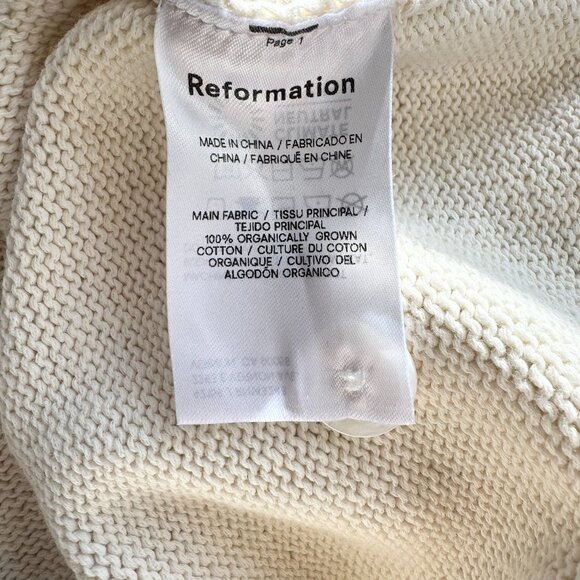 Page 1
Reformation
MADE IN CHINA / FABRICADO EN
CHINA / FABRIQUÉ EN CHINE
MAIN FABRIC / TISSU PRINCIPAL /
TEJIDO PRINCIPAL
100% ORGANICALLY GROWN
COTTON / CULTURE DU COTON
ORGANIQUE / CULTIVO DEL
ALGODÓN ORGÁNICO